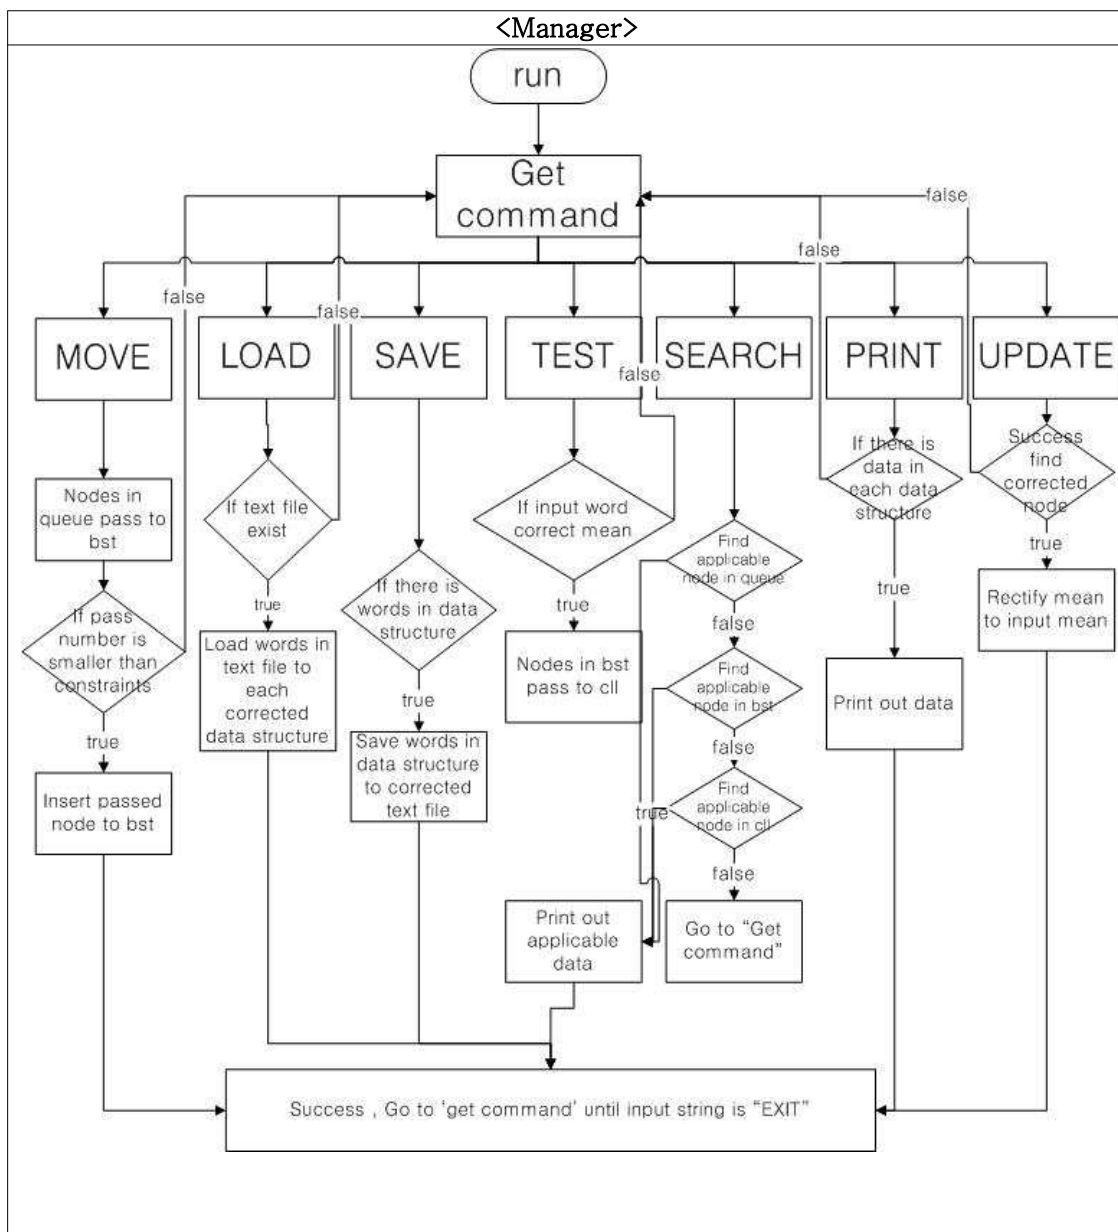 <Manager>
run
Get
command
false
false
false
false
false
MOVE
LOAD
SAVE
TEST
SEARCH
PRINT
UPDATE
Nodes in
queue pass to
bst
If pass
number is
smaller than
constraints
true
Insert passed
node to bst
If text file
exist
true
Load words in
text file to
each
corrected
data structure
If there is
words in data
structure
true
Save words in
data structure
to corrected
text file
If input word
correct mean
true
Nodes in bst
pass to cll
Find
applicable
node in queue
false
Find
applicable
node in bst
false
Find
applicable
node in cll
true
false
Print out
applicable
data
Go to “Get
command”
If there is
data in
each data
structure
true
Print out data
Success
find
corrected
node
true
Rectify mean
to input mean
Success , Go to ‘get command’ until input string is “EXIT”